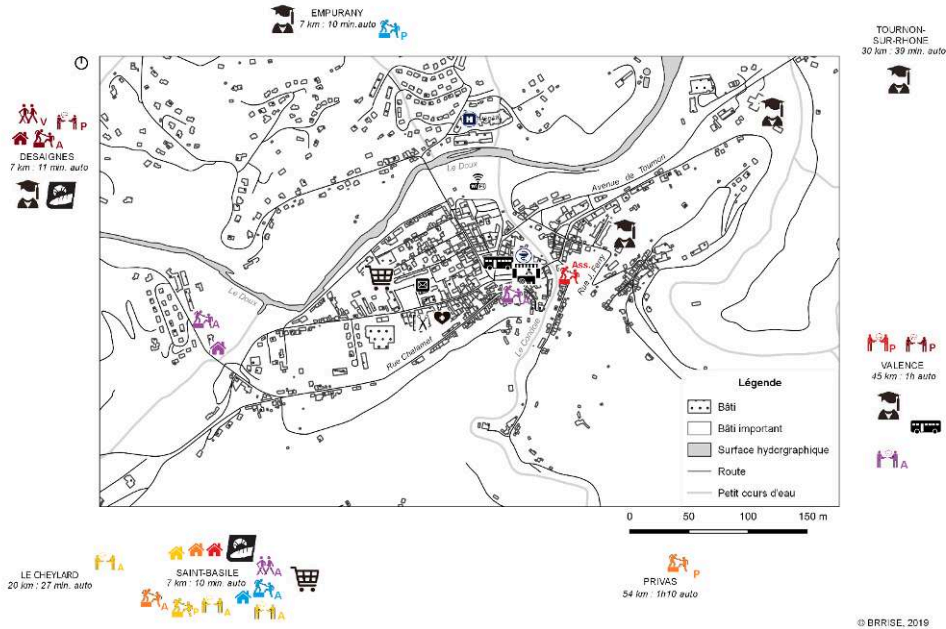 EMPURANY
7 km : 10 min. auto
P
TOURNON-
SUR-RHONE
30 km : 39 min. auto
V
P
A
DESAIGNES
7 km : 11 min. auto
H
Le Doux
Avenue de Tournon
Ass.
Rue Ferry
Le Doux
A
Rue Chalamet
Le Condoie
P
P
VALENCE
45 km : 1h auto
A
Légende
Bâti
Bâti important
Surface hydorgraphique
Route
Petit cours d'eau
0 50 100 150 m
LE CHEYLARD
20 km : 27 min. auto
A
SAINT-BASILE
7 km : 10 min. auto
A
A
A
P
A
A
P
PRIVAS
54 km : 1h10 auto
© BRRISE, 2019